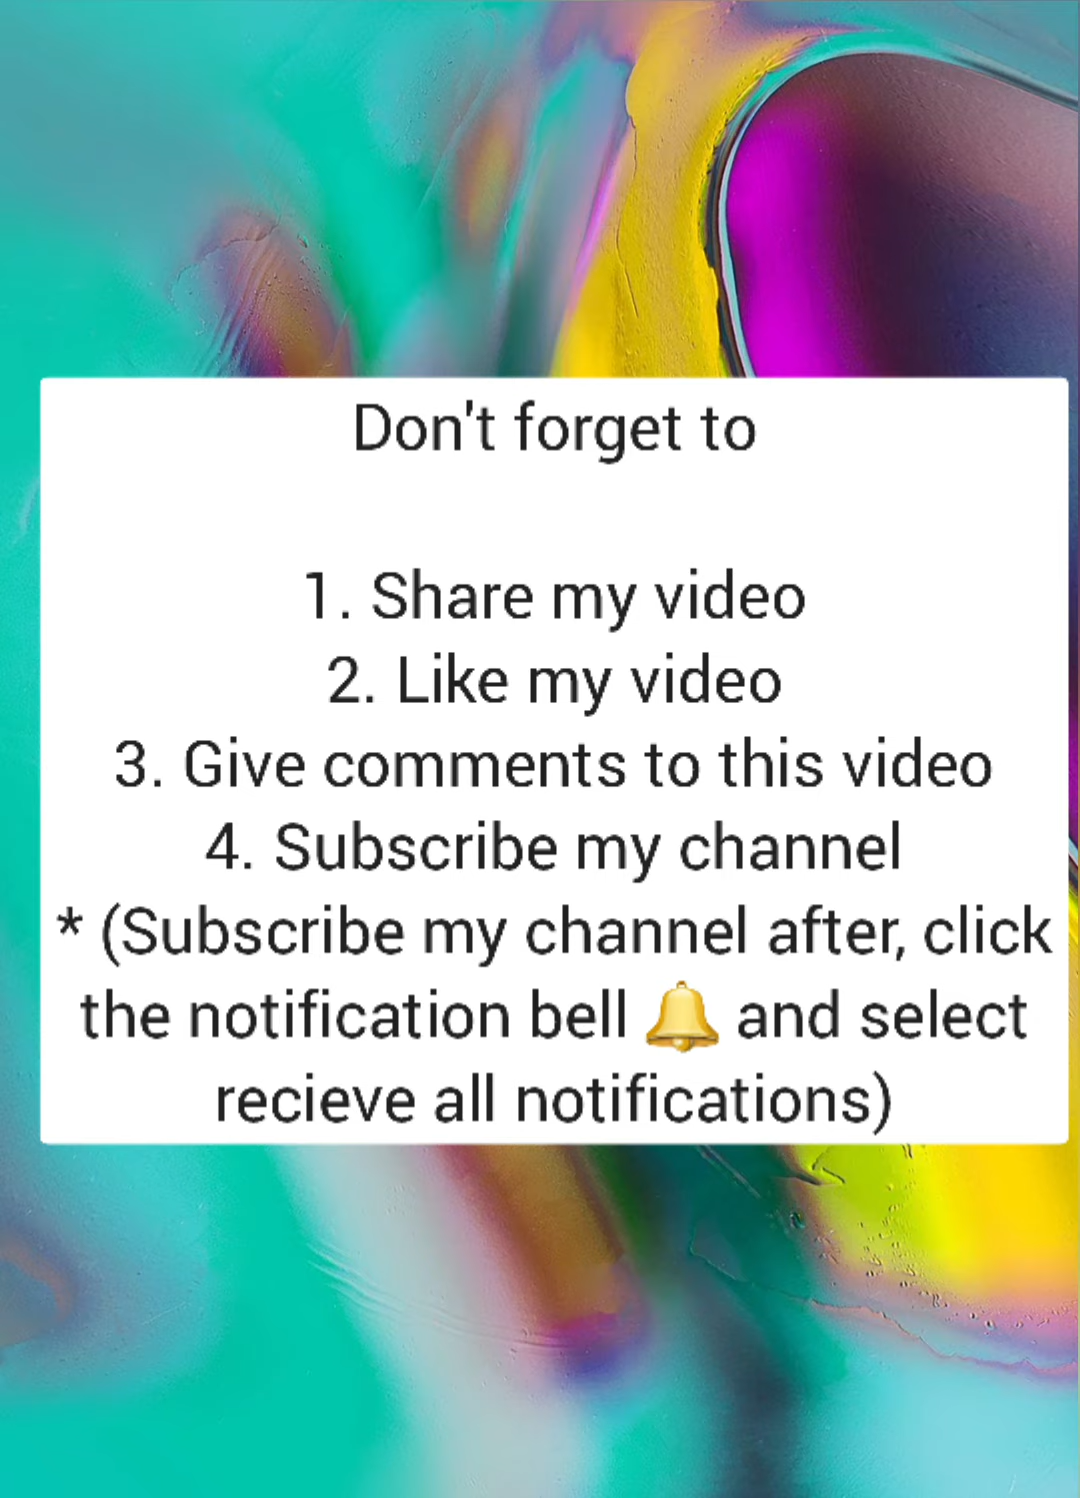 Don't forget to
1. Share my video
2. Like my video
3. Give comments to this video
4. Subscribe my channel
* (Subscribe my channel after, click
the notification bell 🔔 and select
recieve all notifications)